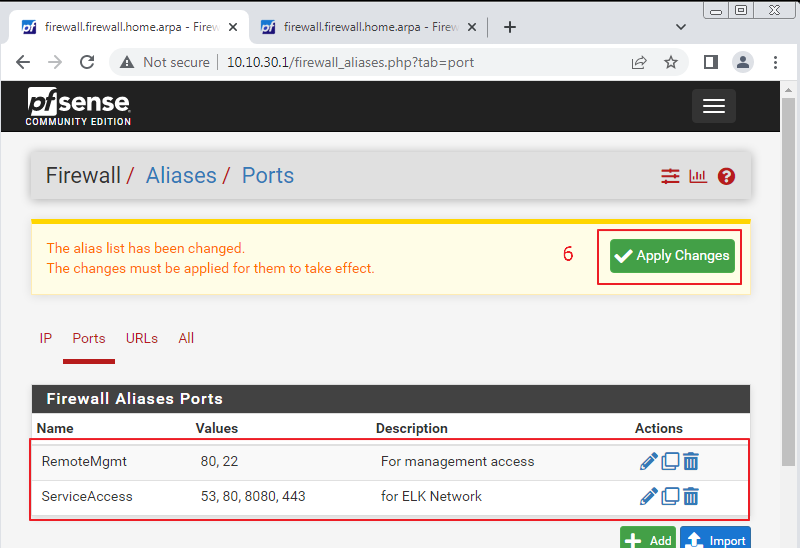 firewall.firewall.home.arpa - Firew
firewall.firewall.home.arpa - Firew
Not secure 10.10.30.1/firewall_aliases.php?tab=port
pfsense
COMMUNITY EDITION
Firewall / Aliases / Ports
The alias list has been changed.
The changes must be applied for them to take effect.
6
Apply Changes
IP Ports URLs All
Firewall Aliases Ports
Name Values Description Actions
RemoteMgmt 80, 22 For management access
ServiceAccess 53, 80, 8080, 443 for ELK Network
Add Import